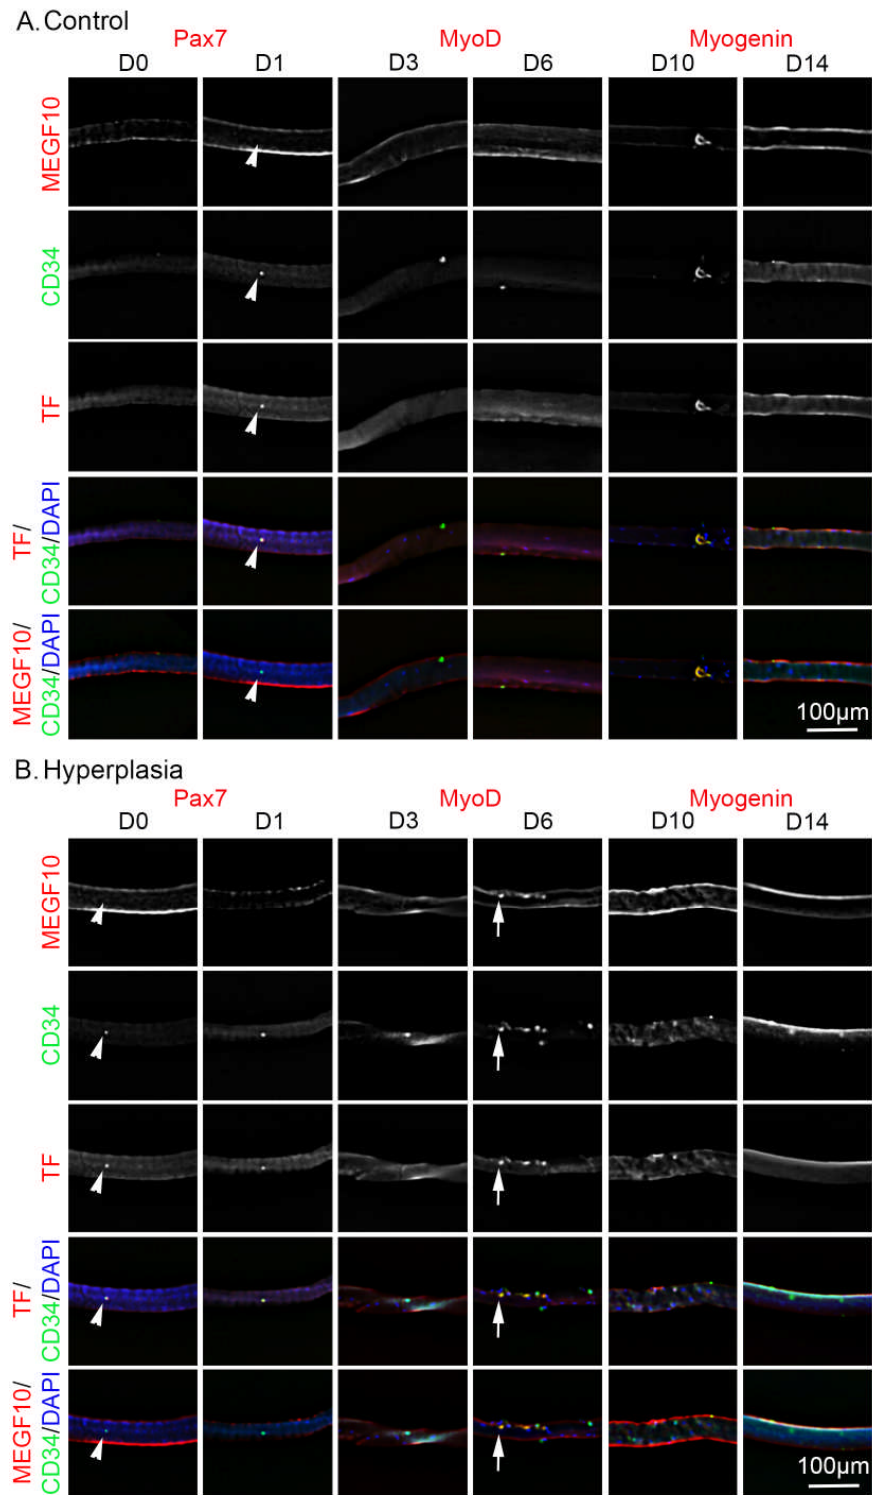 A. Control
Pax7 MyoD Myogenin
D0 D1 D3 D6 D10 D14
MEGF10
CD34
TF
TF/
CD34/DAPI
MEGF10/
CD34/DAPI
100µm
B. Hyperplasia
Pax7 MyoD Myogenin
D0 D1 D3 D6 D10 D14
MEGF10
CD34
TF
TF/
CD34/DAPI
MEGF10/
CD34/DAPI
100µm